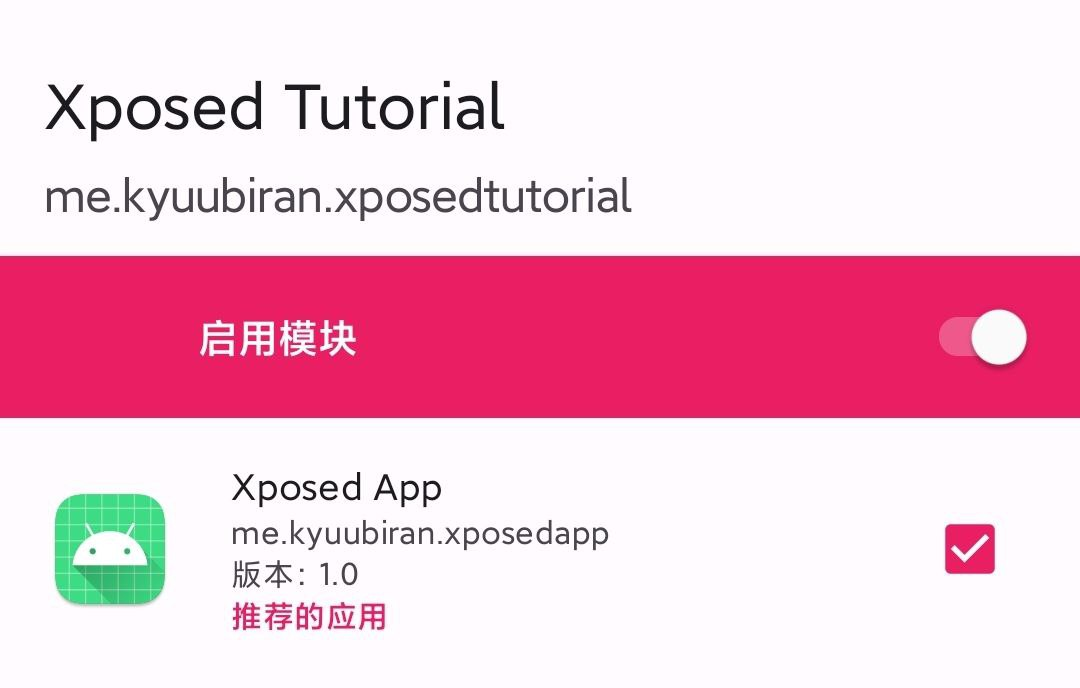 Xposed Tutorial
me.kyuubiran.xposedtutorial
启用模块
Xposed App
me.kyuubiran.xposedapp
版本：1.0
推荐的应用